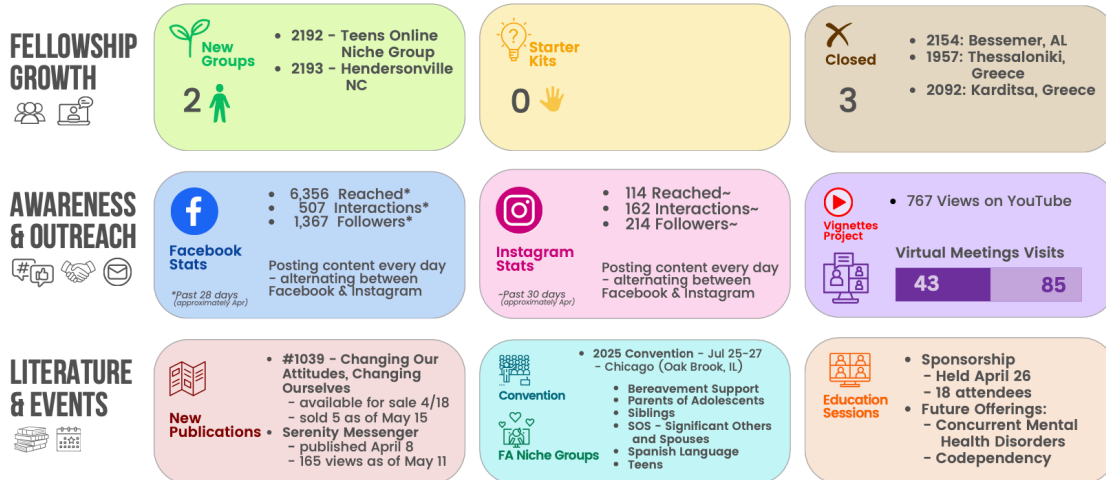 FELLOWSHIP
GROWTH
New
Groups
2
• 2192 - Teens Online
Niche Group
• 2193 - Hendersonville
NC
Starter
Kits
0
Closed
3
• 2154: Bessemer, AL
• 1957: Thessaloniki,
Greece
• 2092: Karditsa, Greece
AWARENESS
& OUTREACH
#
Facebook
Stats
*Past 28 days
(approximately Apr)
• 6,356 Reached*
• 507 Interactions*
• 1,367 Followers*
Posting content every day
- alternating between
Facebook & Instagram
Instagram
Stats
~Past 30 days
(approximately Apr)
• 114 Reached~
• 162 Interactions~
• 214 Followers~
Posting content every day
- alternating between
Facebook & Instagram
Vignettes
Project
• 767 Views on YouTube
Virtual Meetings Visits
43 85
LITERATURE
& EVENTS
New
Publications
• #1039 - Changing Our
Attitudes, Changing
Ourselves
- available for sale 4/18
- sold 5 as of May 15
• Serenity Messenger
- published April 8
- 165 views as of May 11
Convention
• 2025 Convention - Jul 25-27
- Chicago (Oak Brook, IL)
FA Niche Groups
• Bereavement Support
• Parents of Adolescents
• Siblings
• SOS - Significant Others
and Spouses
• Spanish Language
• Teens
Education
Sessions
• Sponsorship
- Held April 26
- 18 attendees
• Future Offerings:
- Concurrent Mental
Health Disorders
- Codependency